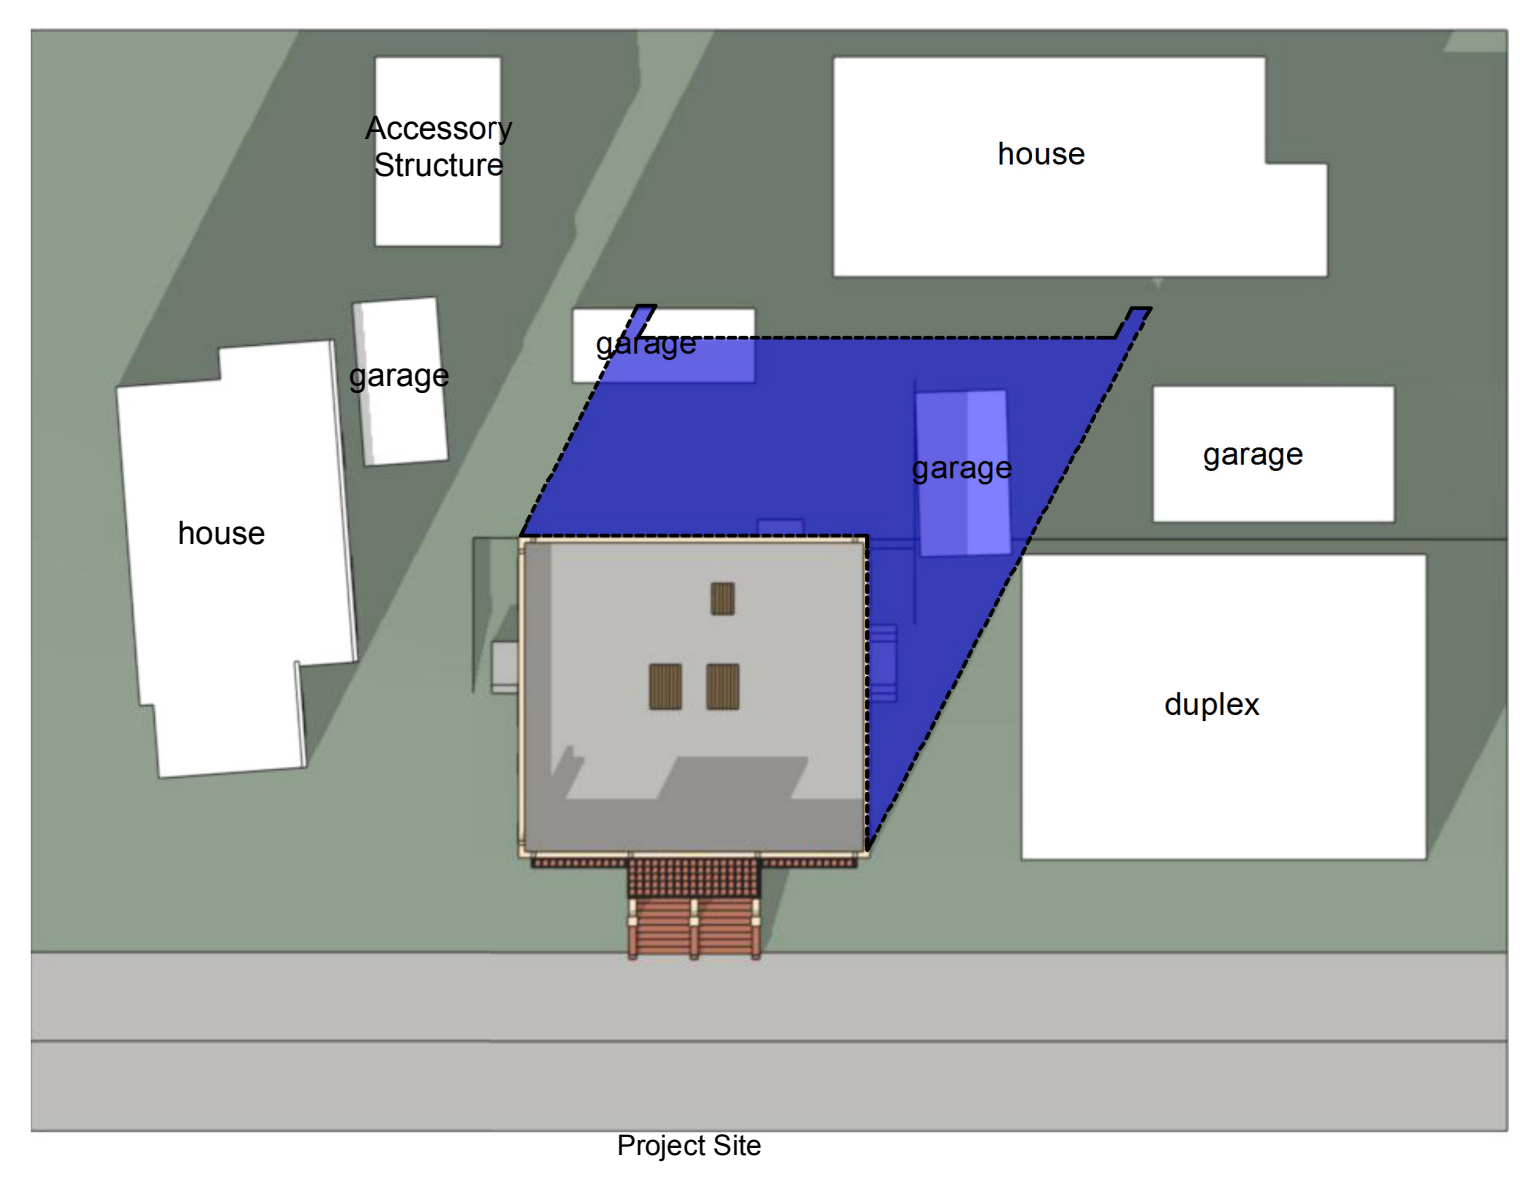 Accessory
Structure
house
garage
garage
garage
garage
house
duplex
Project Site